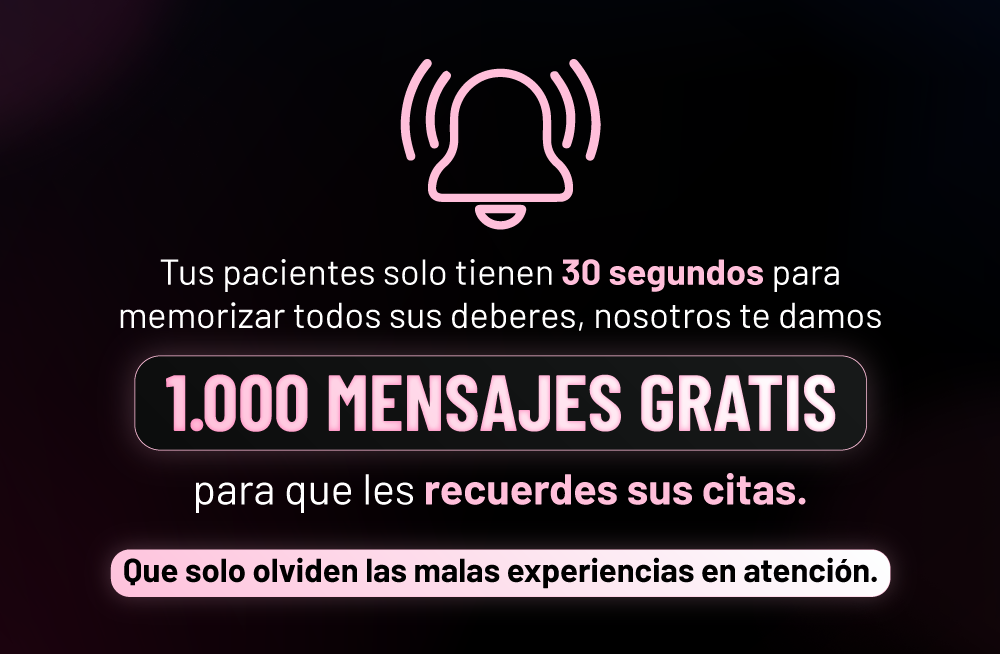 Tus pacientes solo tienen 30 segundos para
memorizar todos sus deberes, nosotros te damos
1.000 MENSAJES GRATIS
para que les recuerdes sus citas.
Que solo olviden las malas experiencias en atención.